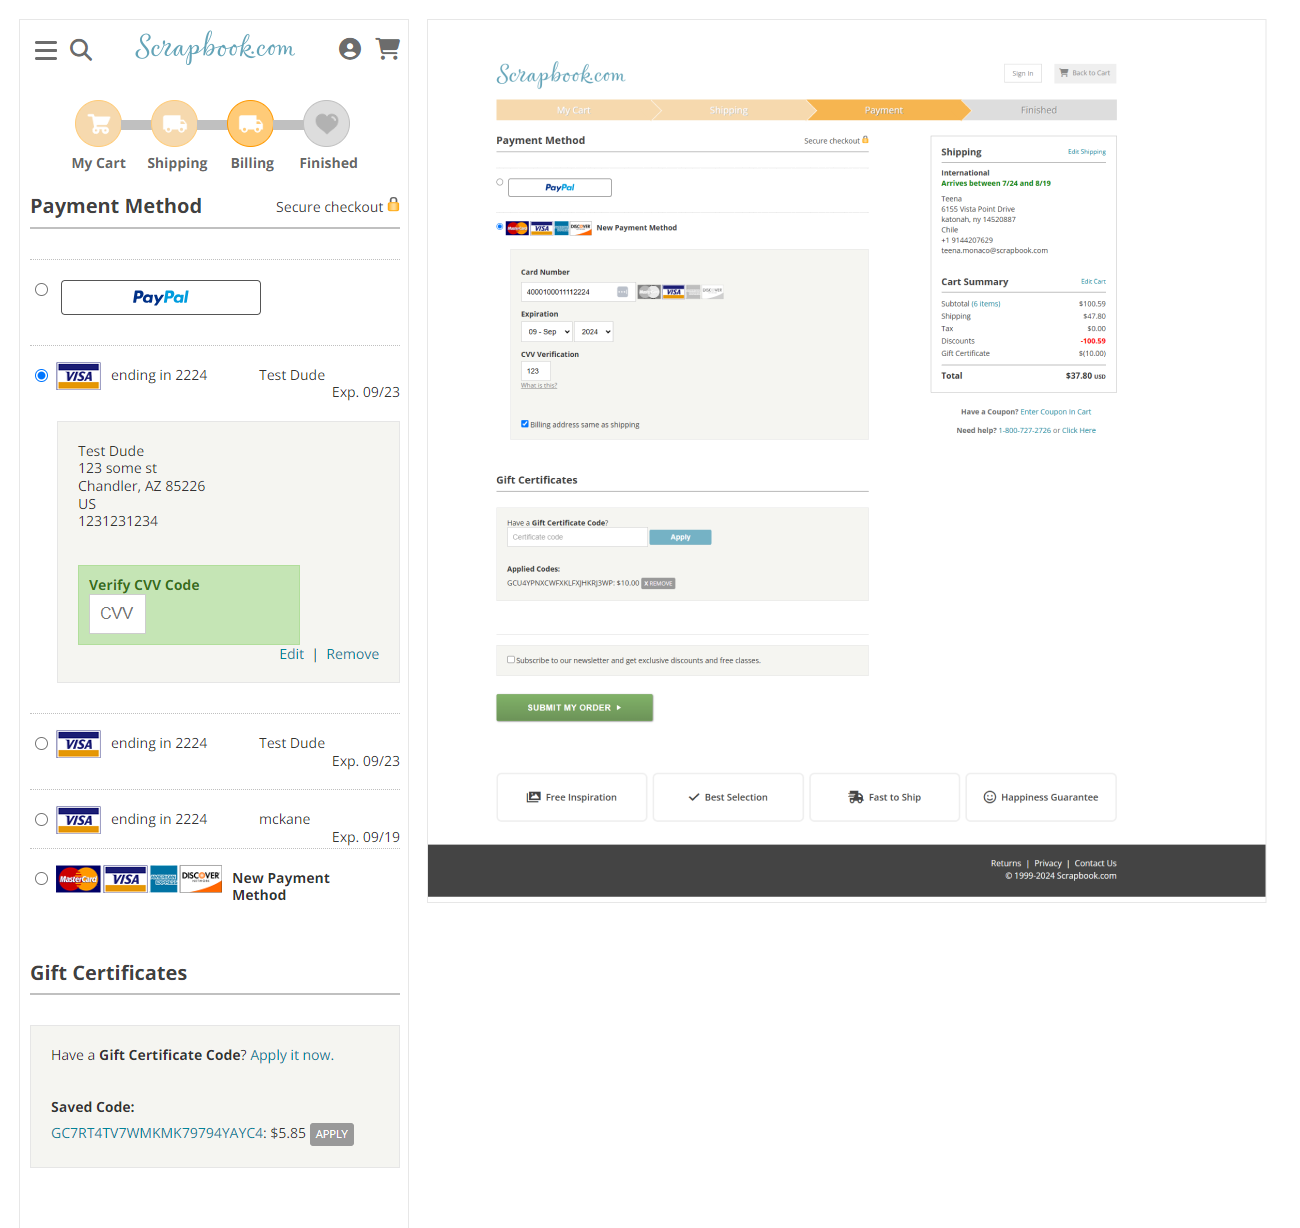 Scrapbook.com
My Cart Shipping Billing Finished
Payment Method Secure checkout
PayPal
VISA ending in 2224 Test Dude
Exp. 09/23
Test Dude
123 some st
Chandler, AZ 85226
US
1231231234
Verify CVV Code
CVV
Edit | Remove
VISA ending in 2224 Test Dude
Exp. 09/23
VISA ending in 2224 mckane
Exp. 09/19
MasterCard VISA AMERICAN EXPRESS DISCOVER New Payment
Method
Gift Certificates
Have a Gift Certificate Code? Apply it now.
Saved Code:
GC7RT4TV7WMKMK79794YAYC4: $5.85 APPLY
Scrapbook.com
Sign In Back to Cart
My Cart Shipping Payment Finished
Payment Method Secure checkout
PayPal
MasterCard VISA DISCOVER New Payment Method
Card Number
4000100011112224 MasterCard VISA DISCOVER
Expiration
09 - Sep 2024
CVV Verification
123
What is this?
Billing address same as shipping
Gift Certificates
Have a Gift Certificate Code?
Certificate code Apply
Applied Codes:
GCU4YPNXCWFXKLFXJHKRJ3WP: $10.00 X REMOVE
Subscribe to our newsletter and get exclusive discounts and free classes.
SUBMIT MY ORDER
Shipping Edit Shipping
International
Arrives between 7/24 and 8/19
Teena
6155 Vista Point Drive
katonah, ny 14520887
Chile
+1 9144207629
teena.monaco@scrapbook.com
Cart Summary Edit Cart
Subtotal (6 items) $100.59
Shipping $47.80
Tax $0.00
Discounts -100.59
Gift Certificate $(10.00)
Total $37.80 USD
Have a Coupon? Enter Coupon in Cart
Need help? 1-800-727-2726 or Click Here
Free Inspiration Best Selection Fast to Ship Happiness Guarantee
Returns | Privacy | Contact Us
© 1999-2024 Scrapbook.com